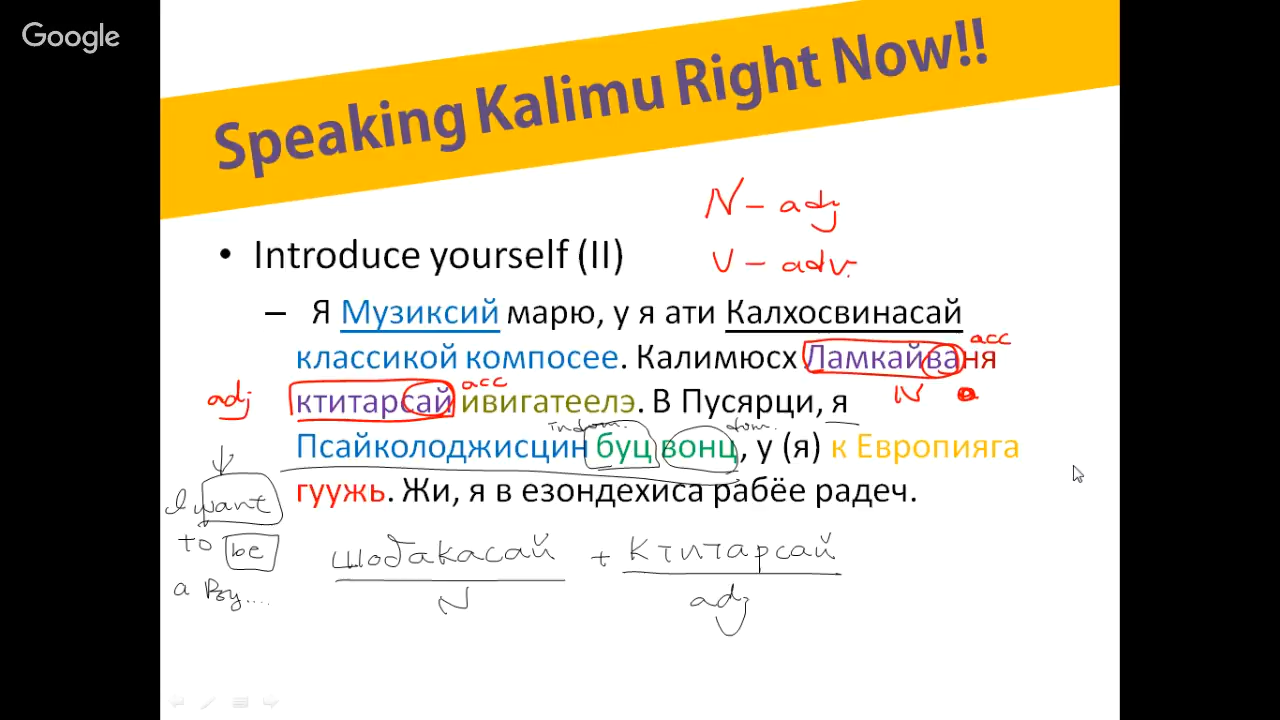 Google
Speaking Kalimu Right Now!!
N - adj
V - adv.
• Introduce yourself (II)
– Я Музиксий марю, у я ати Калхосвинасай
acc
классикой компосее. Калимюсх Ламкайваня
adj
acc
N
ктитарсай ивигатеелэ. В Пусярци, я
Псайколоджисцин буц вонц, у (я) к Европияга
I want
гуужь. Жи, я в езондехиса рабёе радеч.
to be
шобакасай + ктитарсай
a Psy....
N
adj